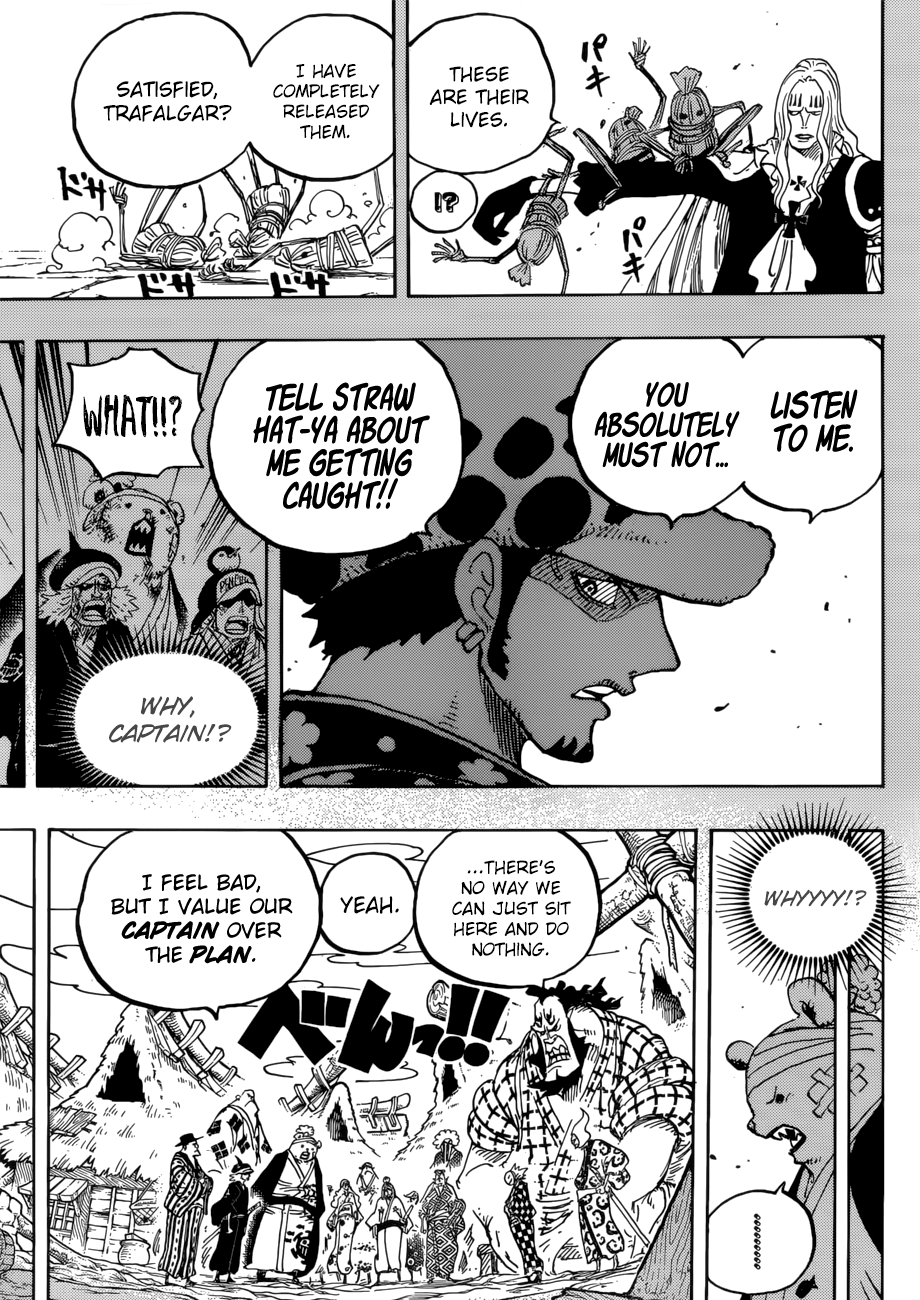 THESE
ARE THEIR
LIVES.
パキ
!?
パキ
I HAVE
COMPLETELY
RELEASED
THEM.
SATISFIED,
TRAFALGAR?
ドサ
ドサ
ドサ
LISTEN
TO ME.
YOU
ABSOLUTELY
MUST NOT...
TELL STRAW
HAT-YA ABOUT
ME GETTING
CAUGHT!!
WHAT!!?
PENGUIN
WHY,
CAPTAIN!?
WHYYYY!?
..........
...THERE'S
NO WAY WE
CAN JUST SIT
HERE AND DO
NOTHING.
YEAH.
I FEEL BAD,
BUT I VALUE OUR
CAPTAIN OVER
THE PLAN.
べんっ!!